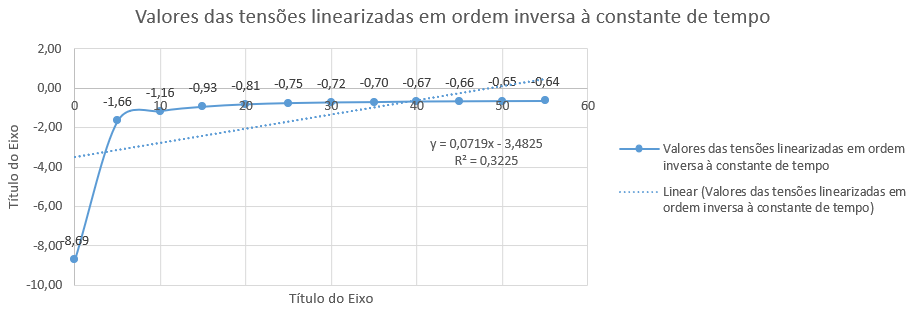 Valores das tensões linearizadas em ordem inversa à constante de tempo
2,00
0,00
-2,00
-4,00
-6,00
-8,00
-10,00
Título do Eixo
-8,69
-1,66
-1,16
-0,93
-0,81
-0,75
-0,72
-0,70
-0,67
-0,66
-0,65
-0,64
0
10
20
30
40
50
60
y = 0,0719x - 3,4825
R² = 0,3225
Título do Eixo
Valores das tensões linearizadas em ordem
inversa à constante de tempo
Linear (Valores das tensões linearizadas em
ordem inversa à constante de tempo)